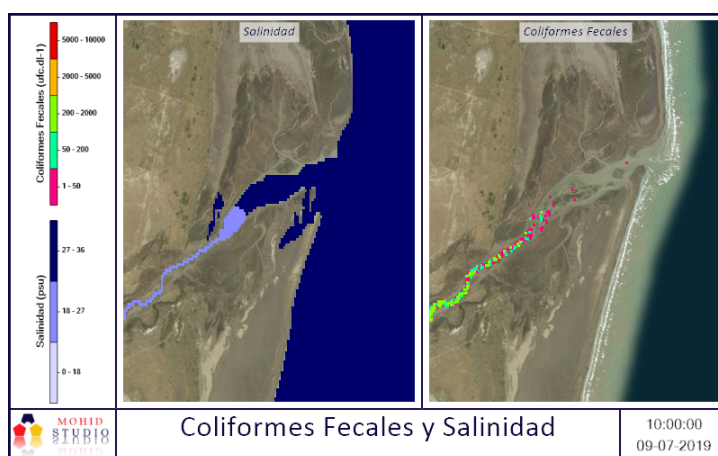 Coliformes Fecales (ufc.dl-1)
5000 - 10000
2000 - 5000
200 - 2000
50 - 200
1 - 50
Salinidad (psu)
27 - 36
18 - 27
0 - 18
Salinidad
Coliformes Fecales
MOHID
STUDIO
Coliformes Fecales y Salinidad
10:00:00
09-07-2019